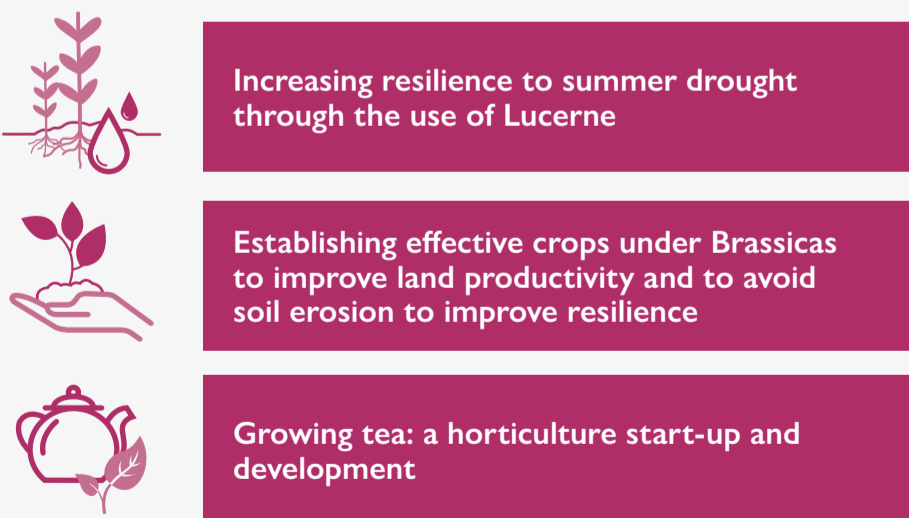 Increasing resilience to summer drought
through the use of Lucerne
Establishing effective crops under Brassicas
to improve land productivity and to avoid
soil erosion to improve resilience
Growing tea: a horticulture start-up and
development